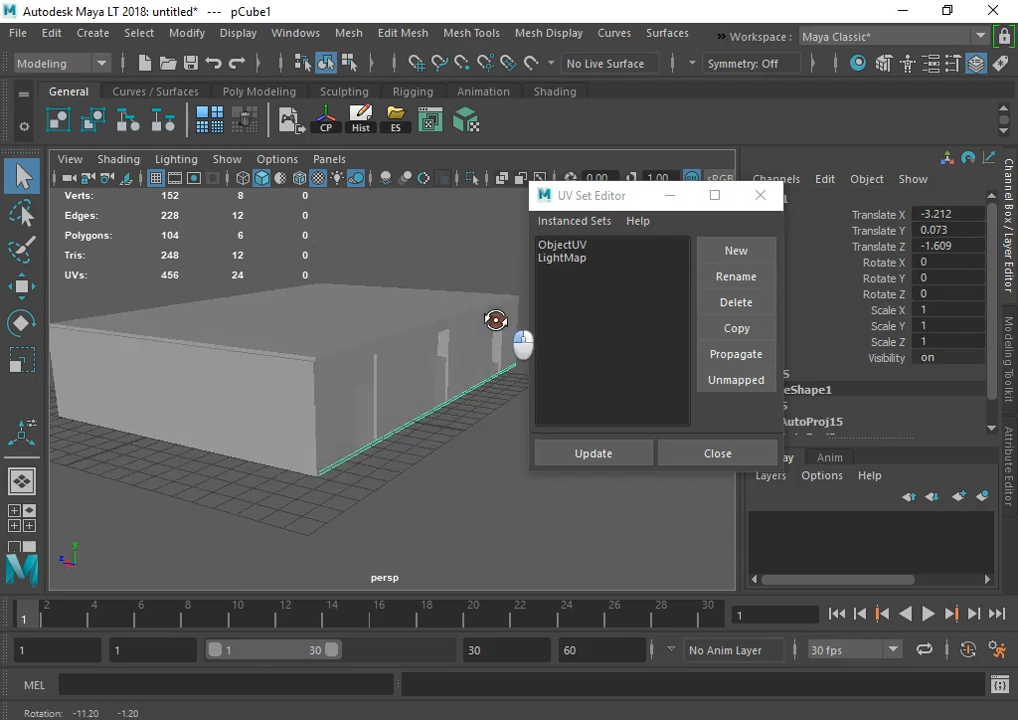 Autodesk Maya LT 2018: untitled* --- pCube1
File Edit Create Select Modify Display Windows Mesh Edit Mesh Mesh Tools Mesh Display Curves Surfaces » Workspace : Maya Classic*
Modeling No Live Surface Symmetry: Off
General Curves / Surfaces Poly Modeling Sculpting Rigging Animation Shading
CP Hist ES
View Shading Lighting Show Options Panels
0.00 1.00 sRGB
Channels Edit Object Show
Verts: 152 8 0
Edges: 228 12 0
Polygons: 104 6 0
Tris: 248 12 0
UVs: 456 24 0
UV Set Editor
Instanced Sets Help
ObjectUV
LightMap
New
Rename
Delete
Copy
Propagate
Unmapped
Update Close
Translate X -3.212
Translate Y 0.073
Translate Z -1.609
Rotate X 0
Rotate Y 0
Rotate Z 0
Scale X 1
Scale Y 1
Scale Z 1
Visibility on
eShape1
AutoProj15
Anim
Layers Options Help
Channel Box / Layer Editor
Modeling Toolkit
Attribute Editor
y
z
persp
2 4 6 8 10 12 14 16 18 20 22 24 26 28 30
1
1
1 1 1 30 30 60 No Anim Layer 30 fps
MEL
Rotation: -11.20 -1.20